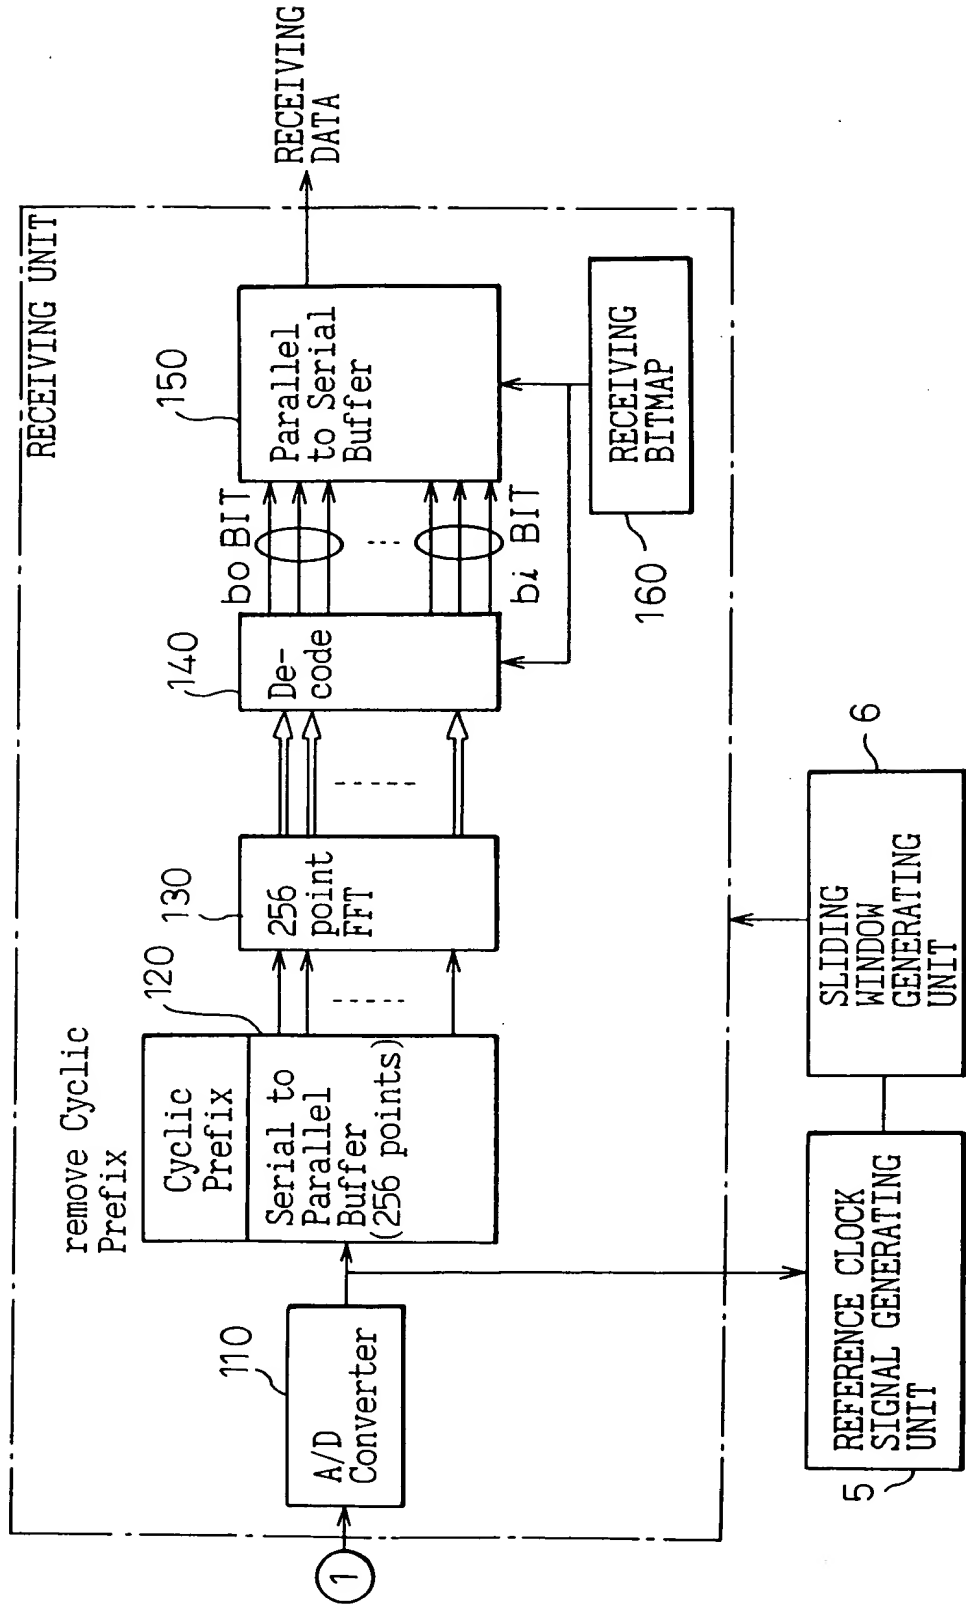 RECEIVING UNIT
remove Cyclic
Prefix
120
130
140
150
bo BIT
RECEIVING
DATA
Cyclic
Prefix
110
Serial to
Parallel
Buffer
(256 points)
256
point
FFT
De-
code
Parallel
to Serial
Buffer
1
A/D
Converter
bi BIT
160
RECEIVING
BITMAP
5
REFERENCE CLOCK
SIGNAL GENERATING
UNIT
SLIDING
WINDOW
GENERATING
UNIT
6